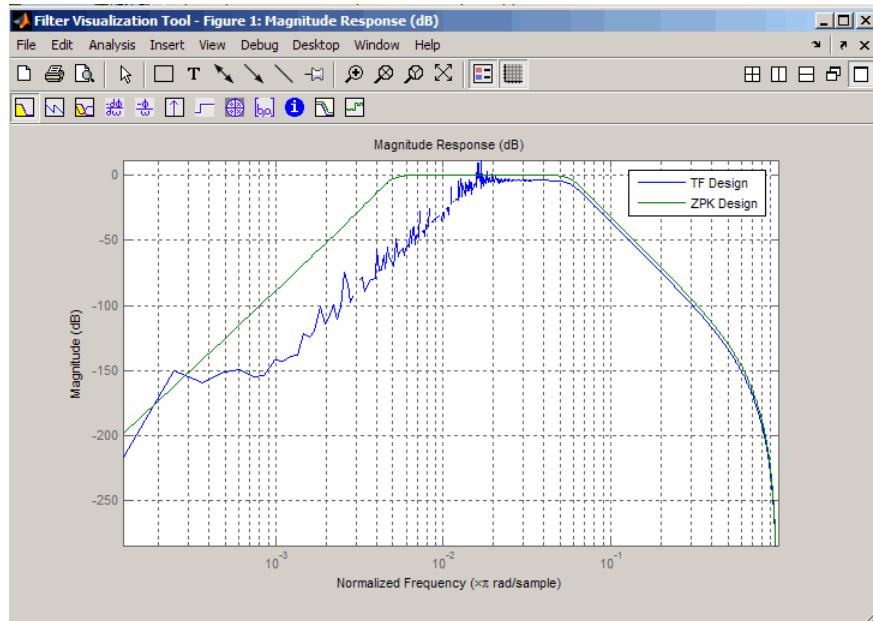 Filter Visualization Tool - Figure 1: Magnitude Response (dB)
File Edit Analysis Insert View Debug Desktop Window Help
Magnitude Response (dB)
TF Design
ZPK Design
0
-50
-100
-150
-200
-250
Magnitude (dB)
10-3
10-2
10-1
Normalized Frequency (×π rad/sample)